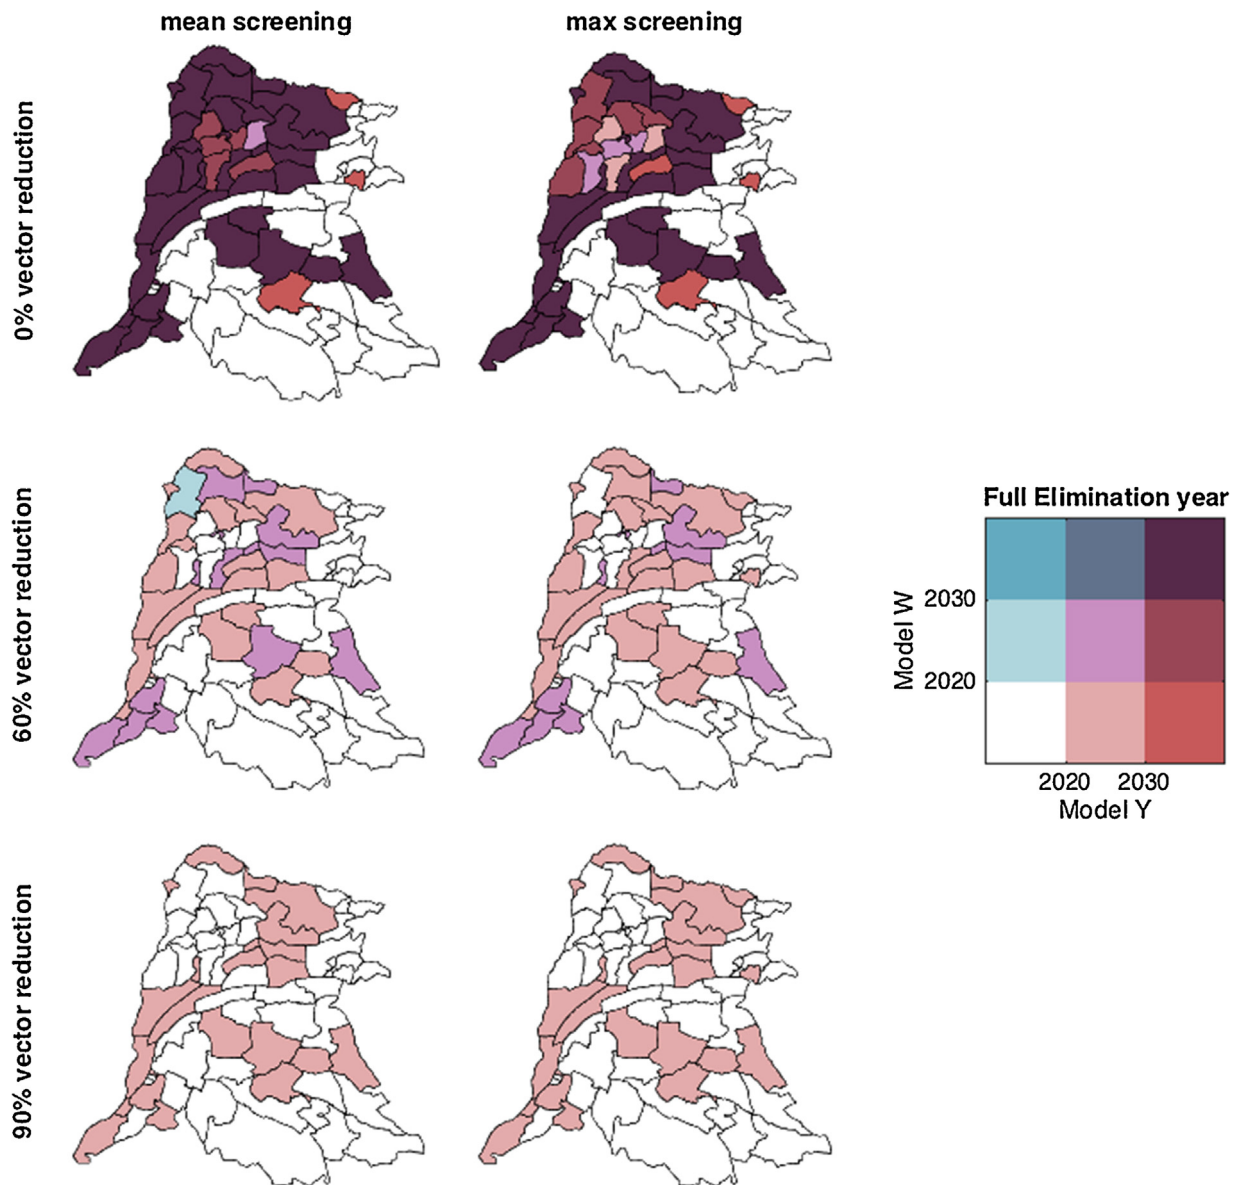 mean screening
max screening
0% vector reduction
60% vector reduction
90% vector reduction
Full Elimination year
Model W
2030
2020
2020
2030
Model Y